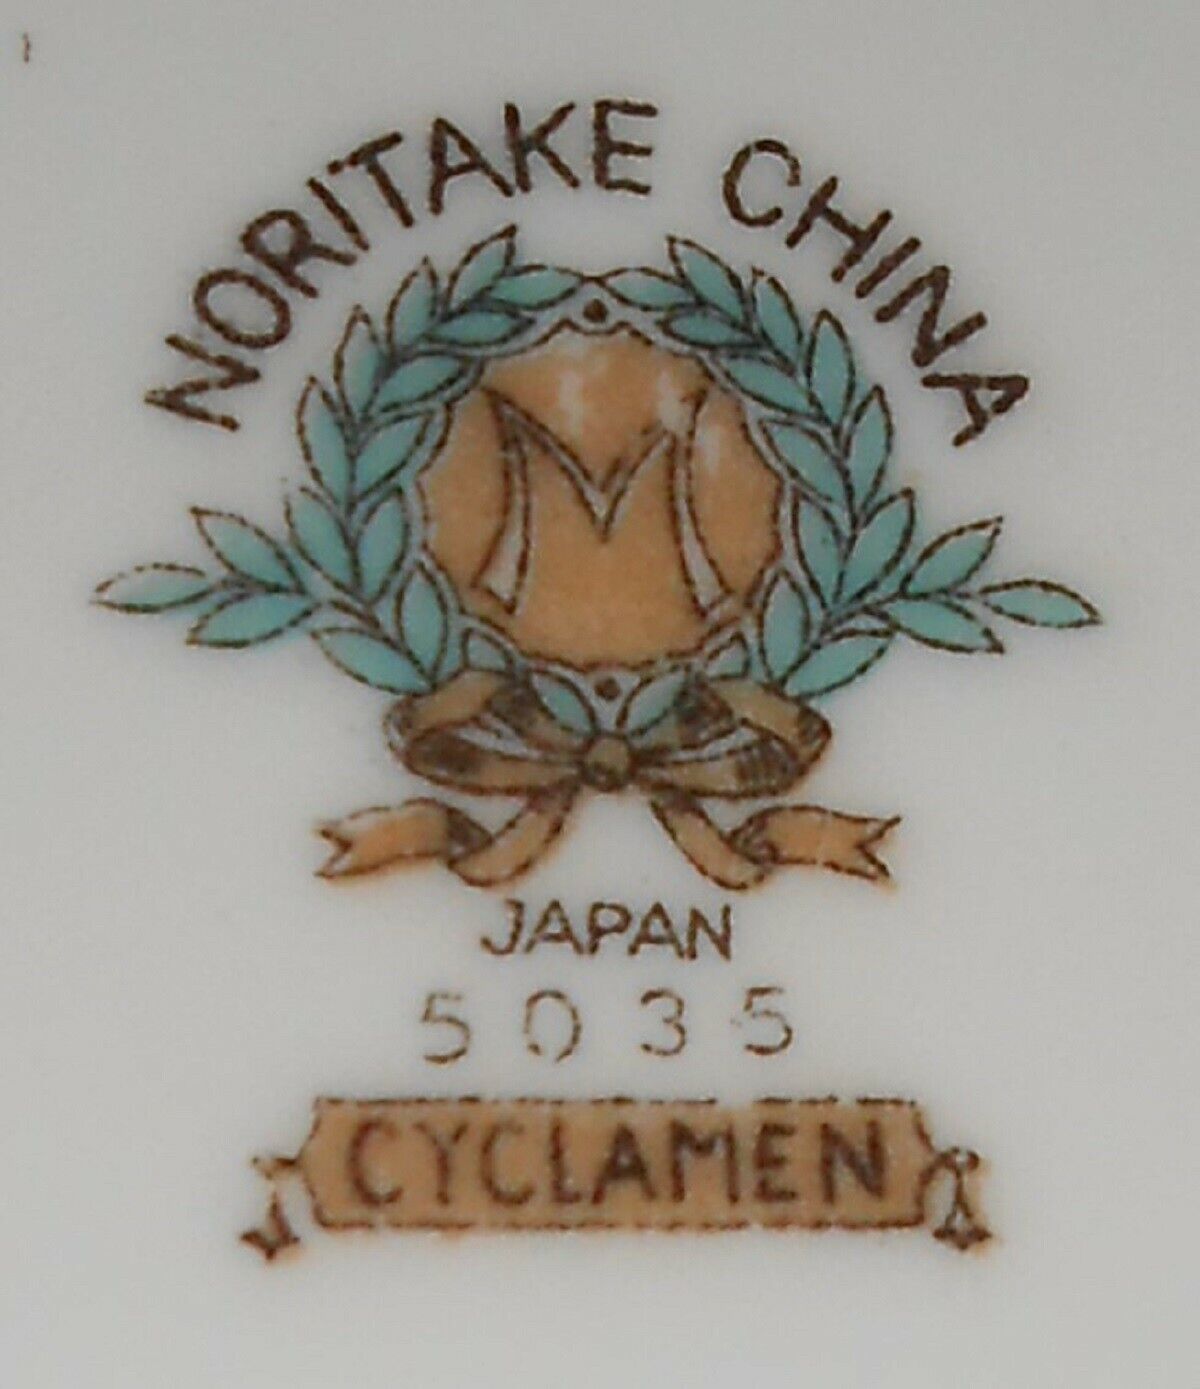 NORITAKE CHINA
M
JAPAN
5035
CYCLAMEN